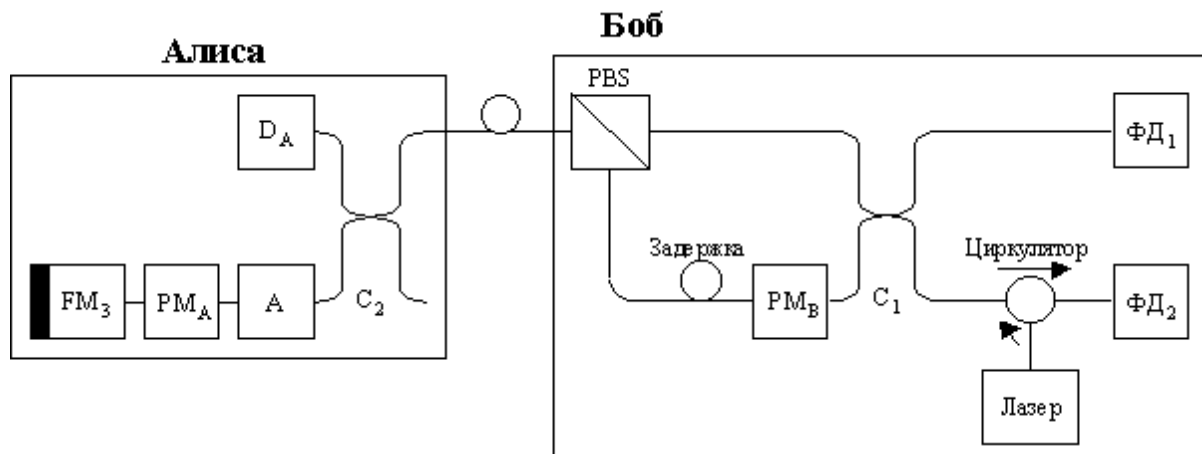 Алиса
Боб
PBS
D_A
ФД_1
Задержка
Циркулятор
FM_3
PM_A
A
C_2
PM_B
C_1
ФД_2
Лазер